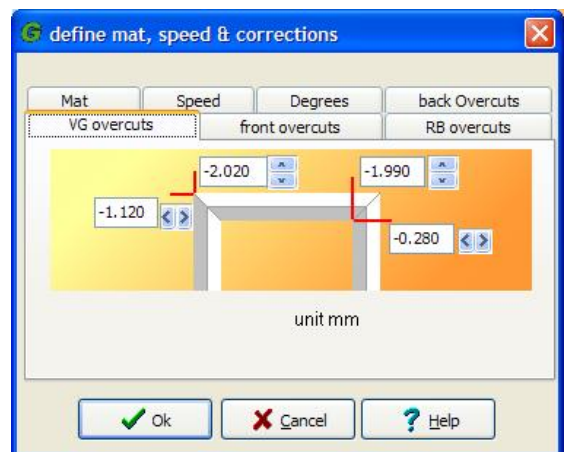 define mat, speed & corrections
Mat Speed Degrees back Overcuts
VG overcuts front overcuts RB overcuts
-2.020 -1.990
-1.120
-0.280
unit mm
Ok Cancel Help